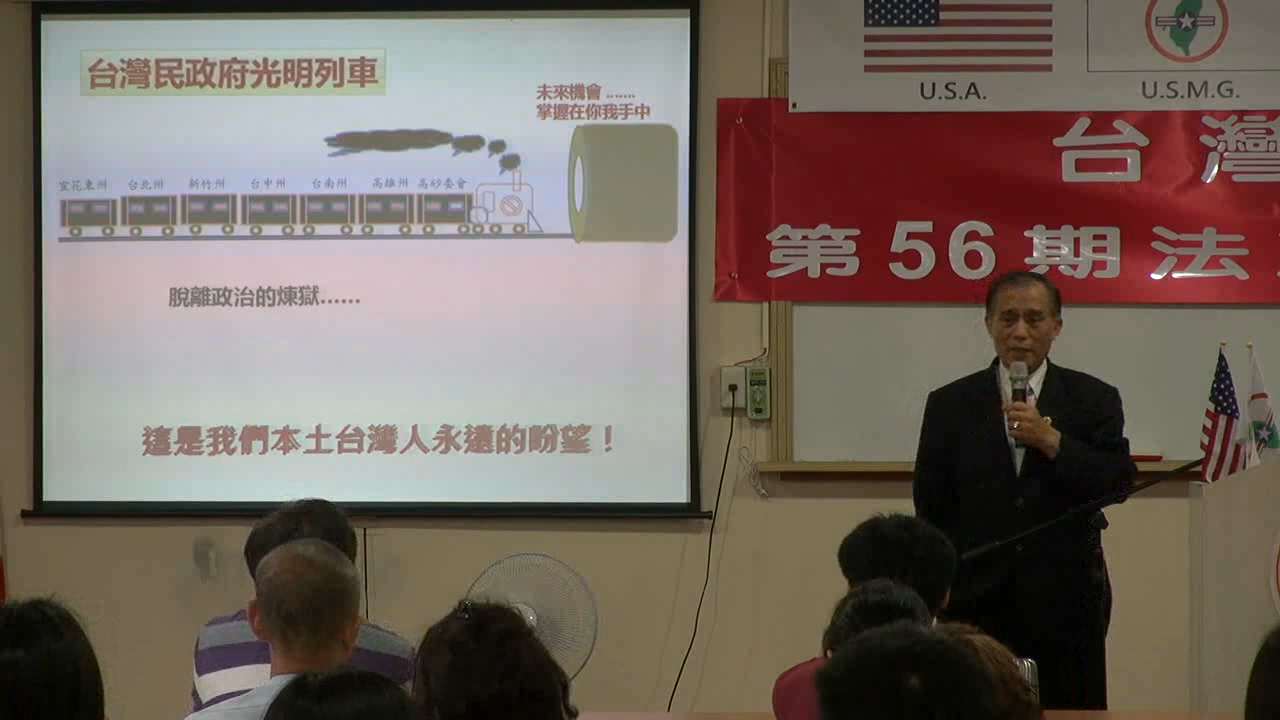 台灣民政府光明列車
未來機會.......
掌握在你我手中
宜花東州 台北州 新竹州 台中州 台南州 高雄州 高砂委會
脫離政治的煉獄......
這是我們本土台灣人永遠的盼望！
U.S.A. U.S.M.G.
台灣
第56期法